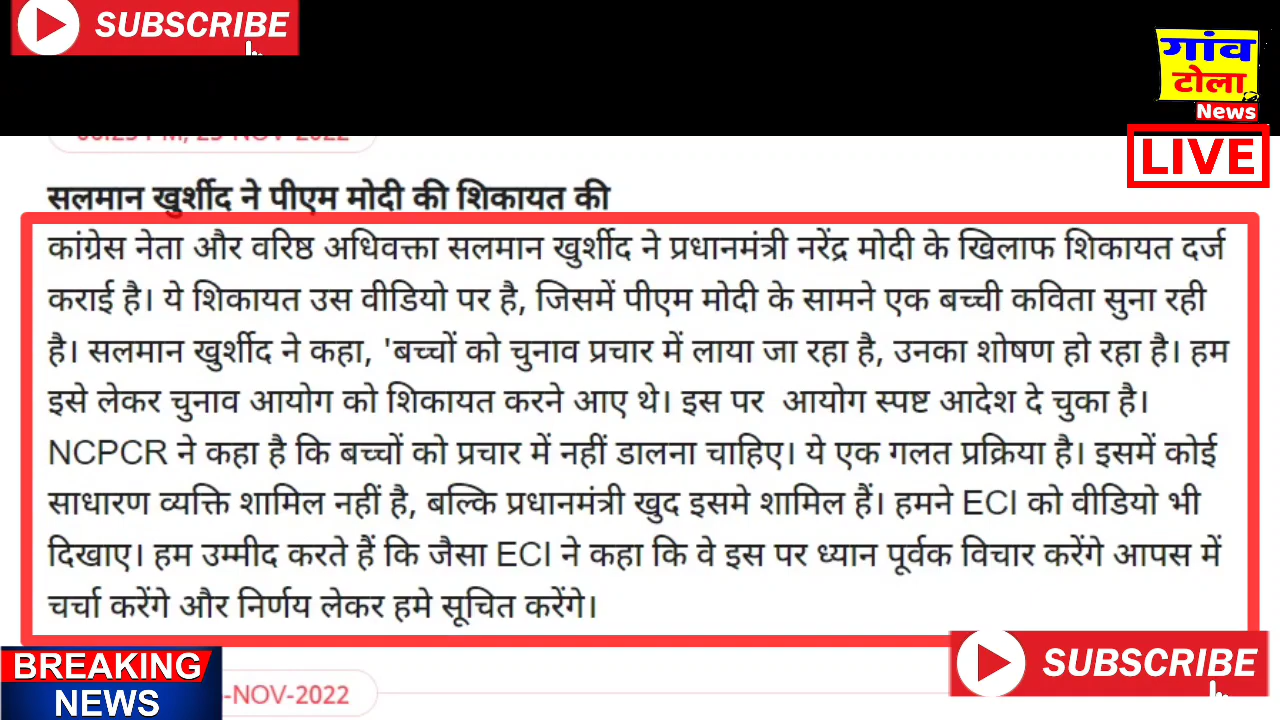 SUBSCRIBE
गांव
टोला
News
LIVE
सलमान खुर्शीद ने पीएम मोदी की शिकायत की
कांग्रेस नेता और वरिष्ठ अधिवक्ता सलमान खुर्शीद ने प्रधानमंत्री नरेंद्र मोदी के खिलाफ शिकायत दर्ज
कराई है। ये शिकायत उस वीडियो पर है, जिसमें पीएम मोदी के सामने एक बच्ची कविता सुना रही
है। सलमान खुर्शीद ने कहा, 'बच्चों को चुनाव प्रचार में लाया जा रहा है, उनका शोषण हो रहा है। हम
इसे लेकर चुनाव आयोग को शिकायत करने आए थे। इस पर आयोग स्पष्ट आदेश दे चुका है।
NCPCR ने कहा है कि बच्चों को प्रचार में नहीं डालना चाहिए। ये एक गलत प्रक्रिया है। इसमें कोई
साधारण व्यक्ति शामिल नहीं है, बल्कि प्रधानमंत्री खुद इसमे शामिल हैं। हमने ECI को वीडियो भी
दिखाए। हम उम्मीद करते हैं कि जैसा ECI ने कहा कि वे इस पर ध्यान पूर्वक विचार करेंगे आपस में
चर्चा करेंगे और निर्णय लेकर हमे सूचित करेंगे।
BREAKING
NEWS
-NOV-2022
SUBSCRIBE